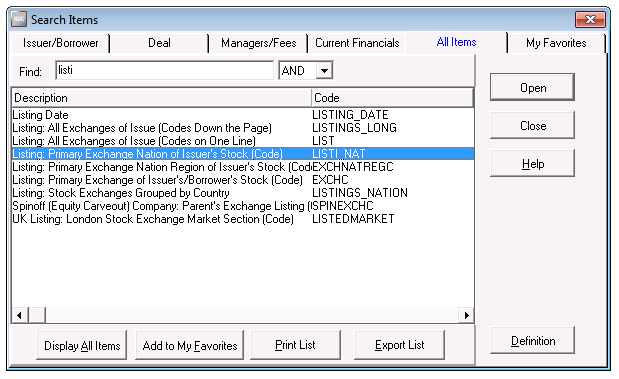 SDC Search Items
Issuer/Borrower Deal Managers/Fees Current Financials All Items My Favorites
Find: listi AND
Open
Description Code
Listing Date LISTING_DATE
Close
Listing: All Exchanges of Issue (Codes Down the Page) LISTINGS_LONG
Listing: All Exchanges of Issue (Codes on One Line) LIST
Listing: Primary Exchange Nation of Issuer's Stock (Code) LISTI_NAT
Help
Listing: Primary Exchange Nation Region of Issuer's Stock (Code EXCHNATREGC
Listing: Primary Exchange of Issuer's/Borrower's Stock (Code) EXCHC
Listing: Stock Exchanges Grouped by Country LISTINGS_NATION
Spinoff (Equity Carveout) Company: Parent's Exchange Listing ( SPINEXCHC
UK Listing: London Stock Exchange Market Section (Code) LISTEDMARKET
Display All Items Add to My Favorites Print List Export List Definition